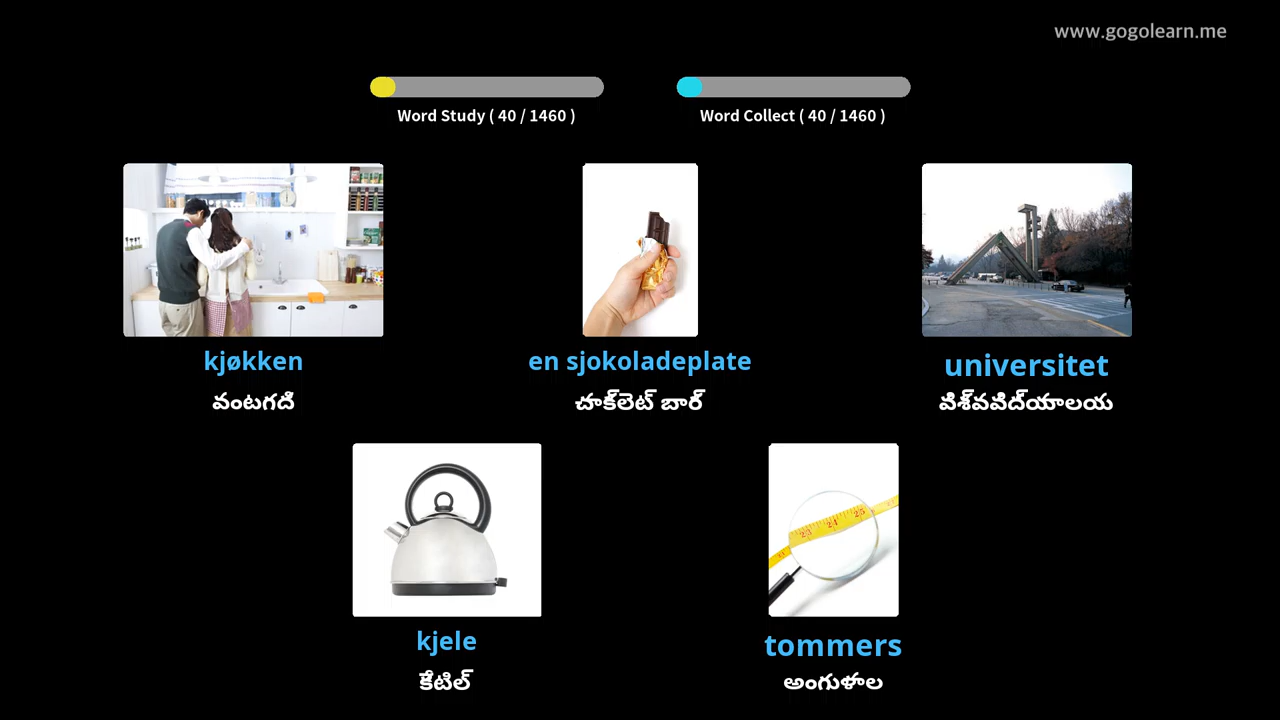 www.gogolearn.me
Word Study ( 40 / 1460 )
Word Collect ( 40 / 1460 )
kjøkken
en sjokoladeplate
universitet
వంటగది
చాక్‌లెట్ బార్
విశ్‌వవిద్‌యాలయ
kjele
tommers
కేటిల్
అంగుళాల